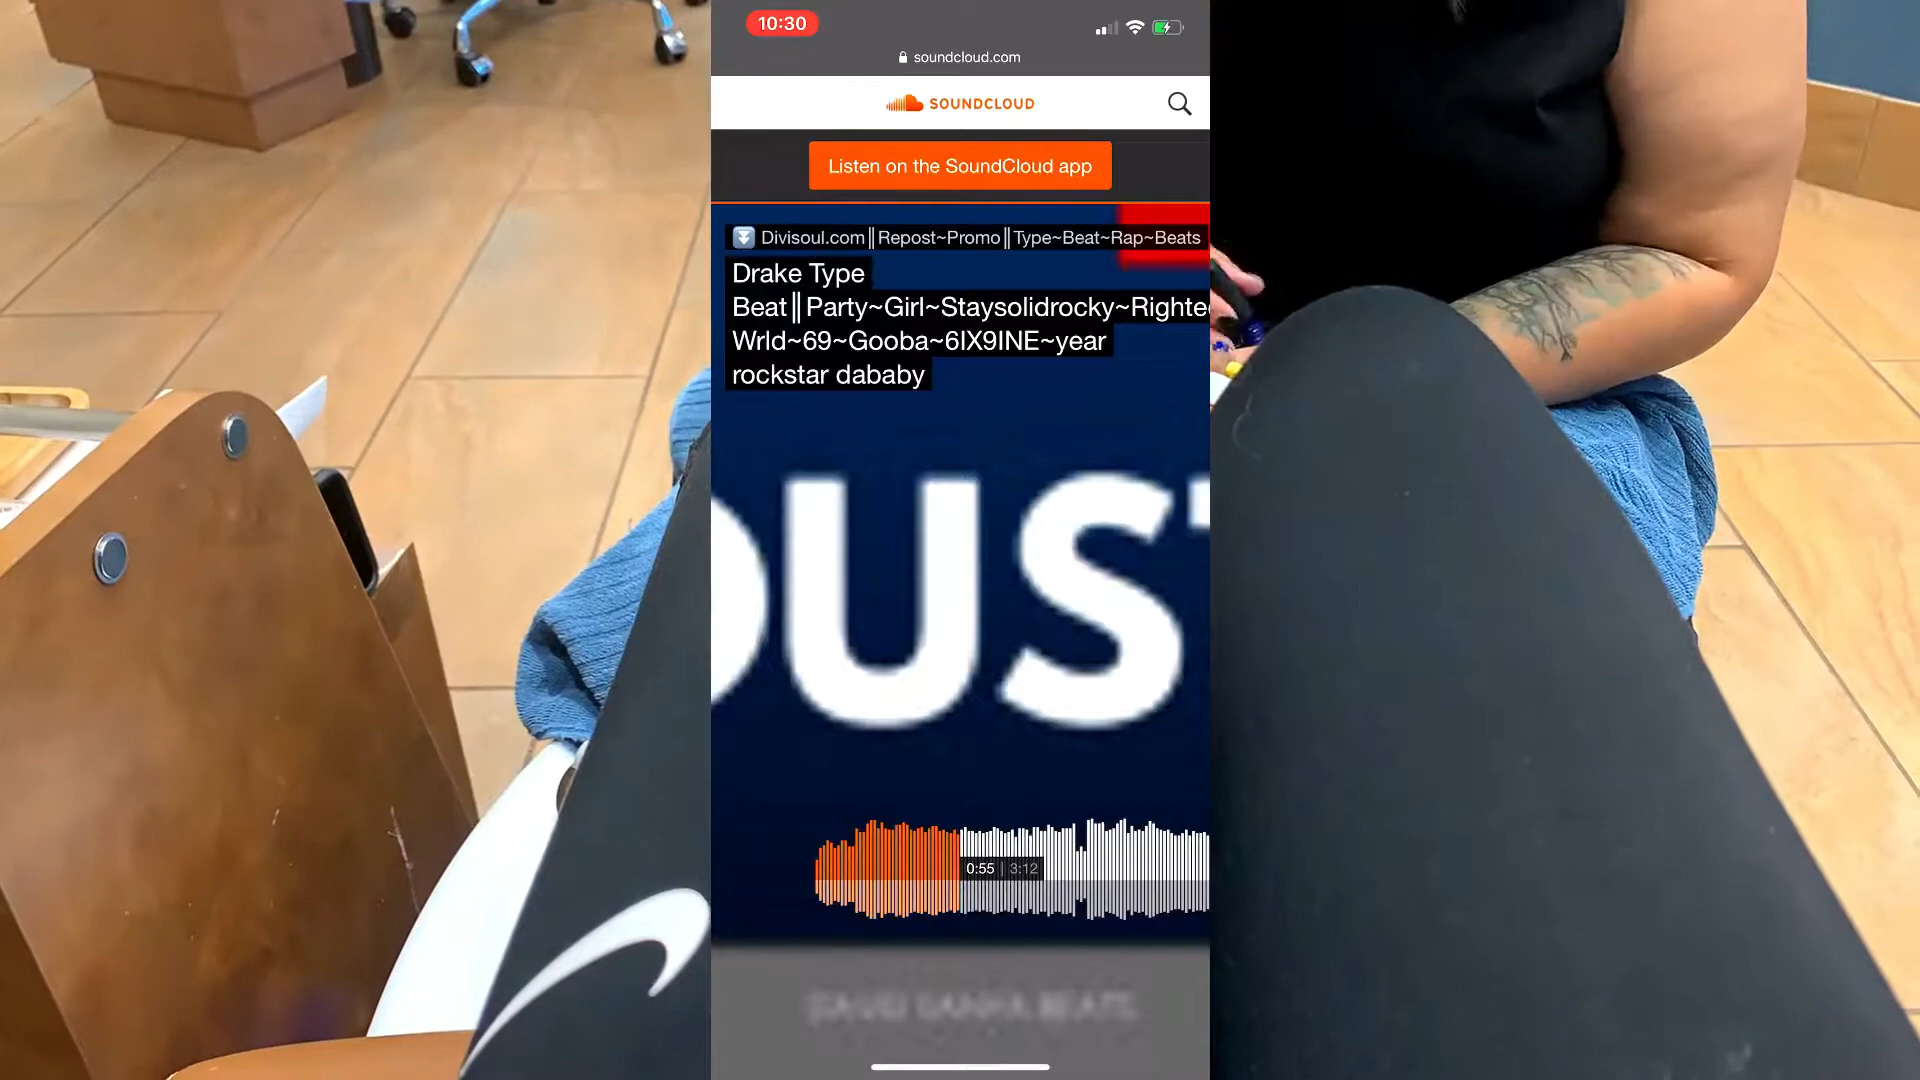 10:30
soundcloud.com
SOUNDCLOUD
Listen on the SoundCloud app
Divisoul.com||Repost~Promo||Type~Beat~Rap~Beats
Drake Type
Beat||Party~Girl~Staysolidrocky~Righte
Wrld~69~Gooba~6IX9INE~year
rockstar dababy
OUST
0:55 | 3:12